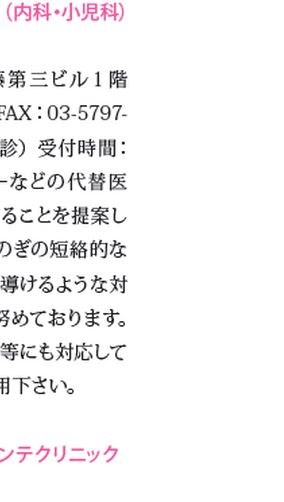 （内科・小児科）
第三ビル１階
FAX：03-5797-
診）受付時間：
ーなどの代替医
ることを提案し
のぎの短絡的な
導けるような対
努めております。
等にも対応して
用下さい。
ンテクリニック